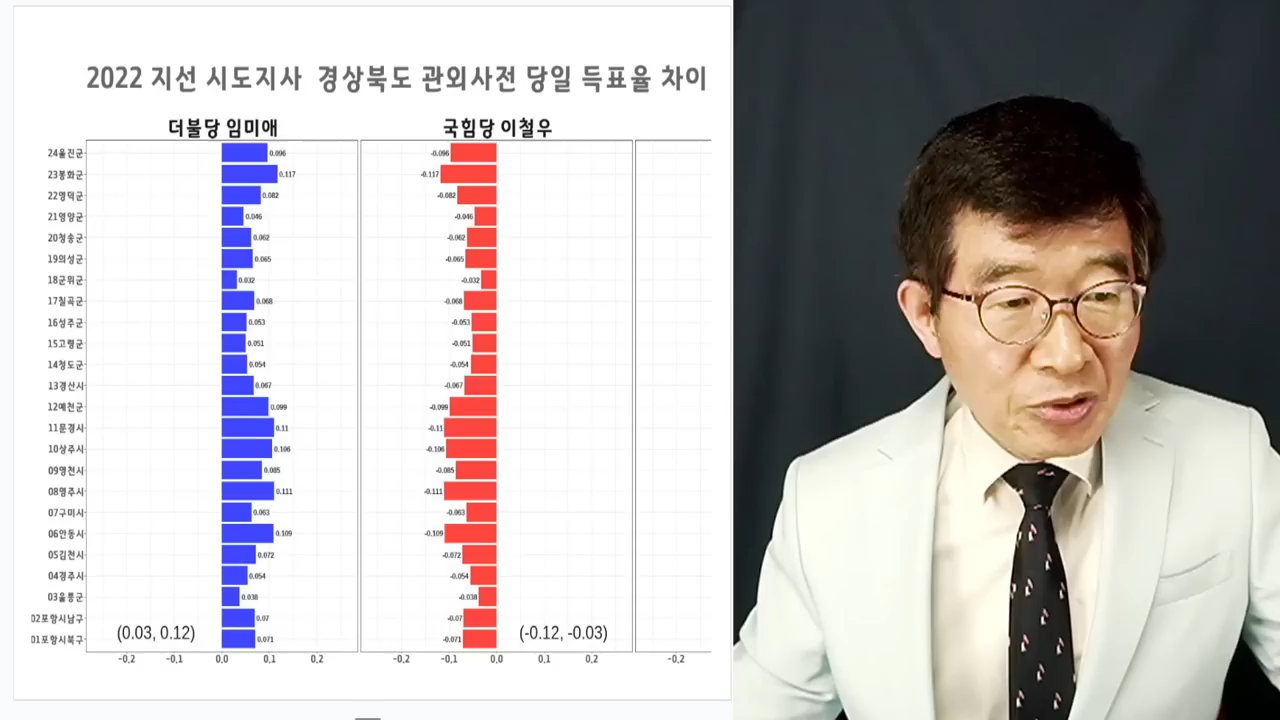 2022 지선 시도지사 경상북도 관외사전 당일 득표율 차이
더불당 임미애
국힘당 이철우
24울진군 0.096 -0.096
23봉화군 0.117 -0.117
22영덕군 0.082 -0.082
21영양군 0.046 -0.046
20청송군 0.062 -0.062
19의성군 0.065 -0.065
18군위군 0.032 -0.032
17칠곡군 0.068 -0.068
16성주군 0.053 -0.053
15고령군 0.051 -0.051
14청도군 0.054 -0.054
13경산시 0.067 -0.067
12예천군 0.099 -0.099
11문경시 0.11 -0.11
10상주시 0.106 -0.106
09영천시 0.085 -0.085
08영주시 0.111 -0.111
07구미시 0.063 -0.063
06안동시 0.109 -0.109
05김천시 0.072 -0.072
04경주시 0.054 -0.054
03울릉군 0.038 -0.038
02포항시남구 0.07 -0.07
01포항시북구 0.071 -0.071
(0.03, 0.12) (-0.12, -0.03)
-0,2 -0,1 0,0 0,1 0,2 -0,2 -0,1 0,0 0,1 0,2 -0,2